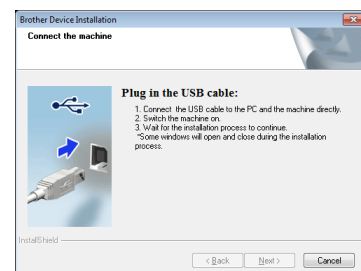 Brother Device Installation
Connect the machine
Plug in the USB cable:
1. Connect the USB cable to the PC and the machine directly.
2. Switch the machine on.
3. Wait for the installation process to continue.
*Some windows will open and close during the installation
process.
InstallShield
< Back Next > Cancel